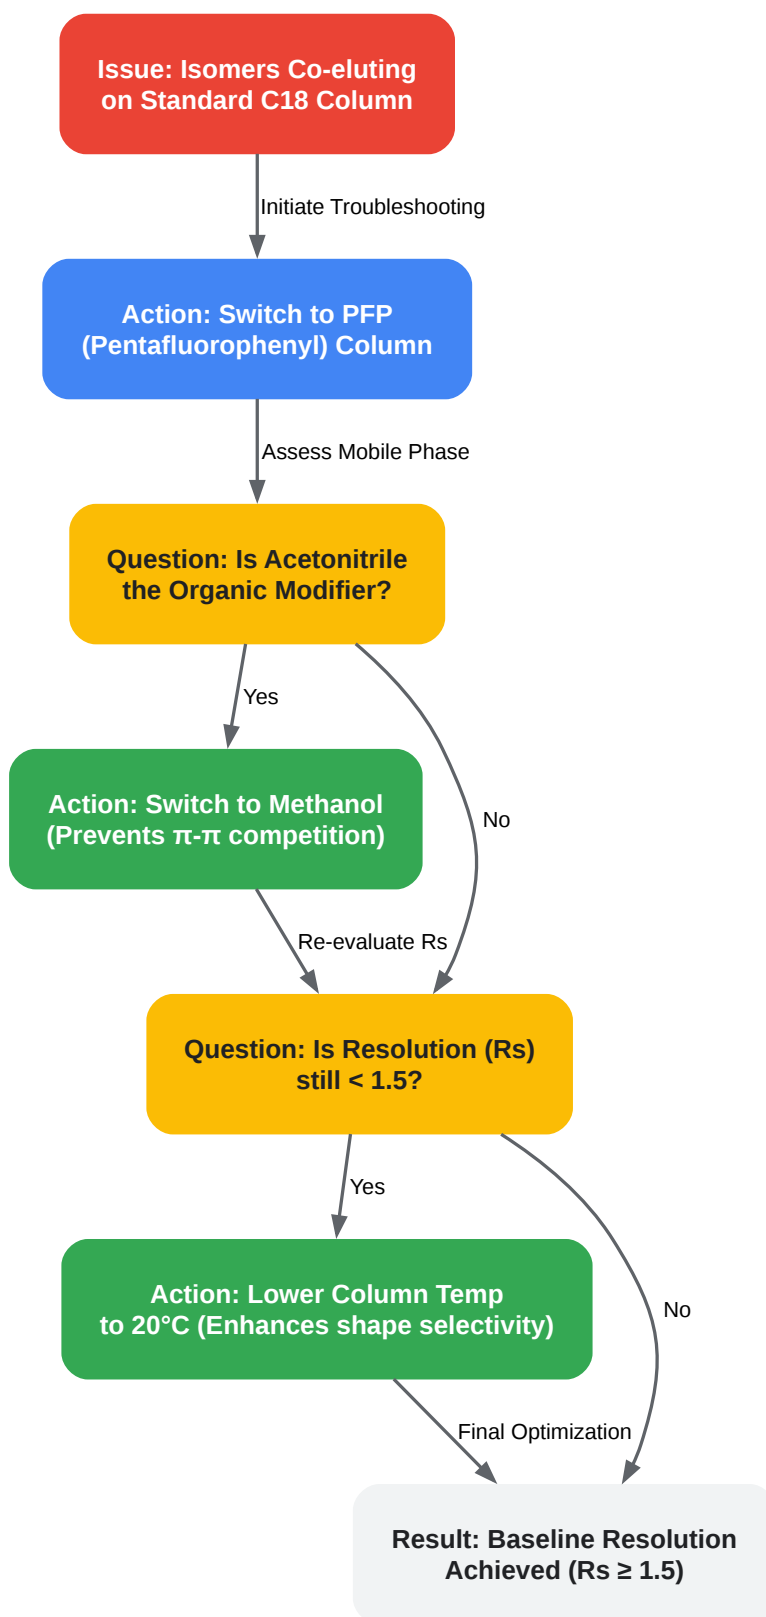 Issue: Isomers Co-eluting
on Standard C18 Column
Initiate Troubleshooting
Action: Switch to PFP
(Pentafluorophenyl) Column
Assess Mobile Phase
Question: Is Acetonitrile
the Organic Modifier?
Yes
Action: Switch to Methanol
(Prevents π-π competition)
No
Re-evaluate Rs
Question: Is Resolution (Rs)
still < 1.5?
Yes
Action: Lower Column Temp
to 20°C (Enhances shape selectivity)
No
Final Optimization
Result: Baseline Resolution
Achieved (Rs ≥ 1.5)